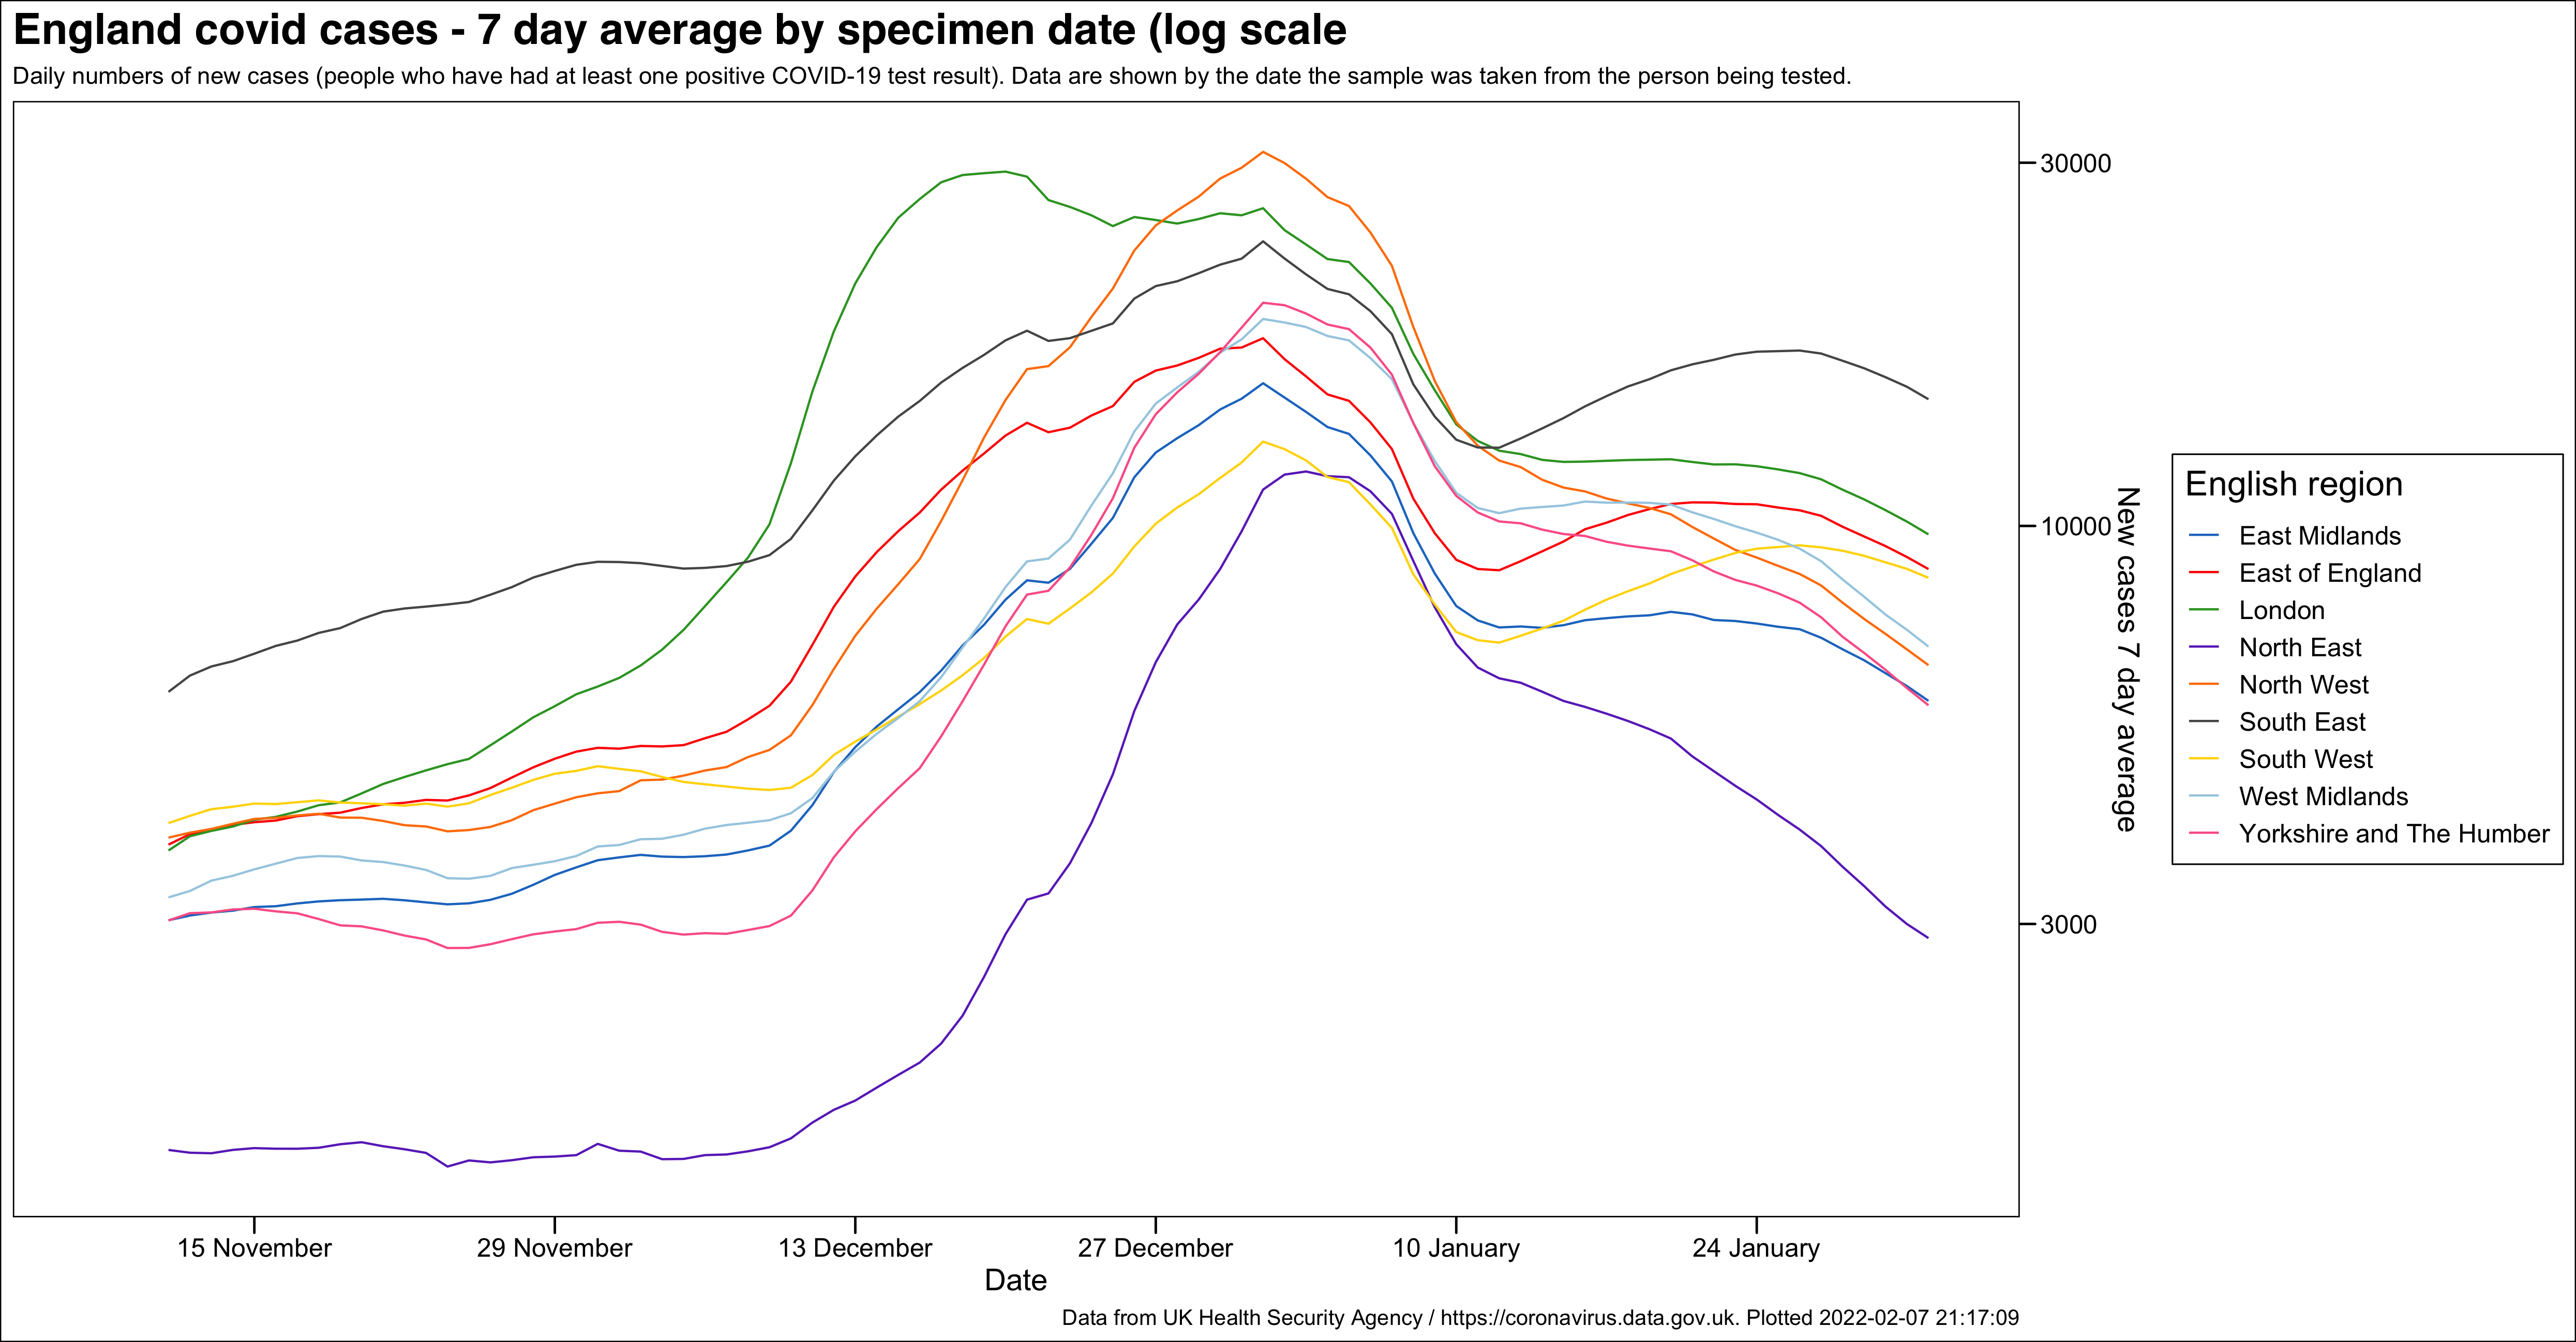 England covid cases - 7 day average by specimen date (log scale
Daily numbers of new cases (people who have had at least one positive COVID-19 test result). Data are shown by the date the sample was taken from the person being tested.
30000
10000
3000
New cases 7 day average
English region
East Midlands
East of England
London
North East
North West
South East
South West
West Midlands
Yorkshire and The Humber
15 November
29 November
13 December
27 December
10 January
24 January
Date
Data from UK Health Security Agency / https://coronavirus.data.gov.uk. Plotted 2022-02-07 21:17:09